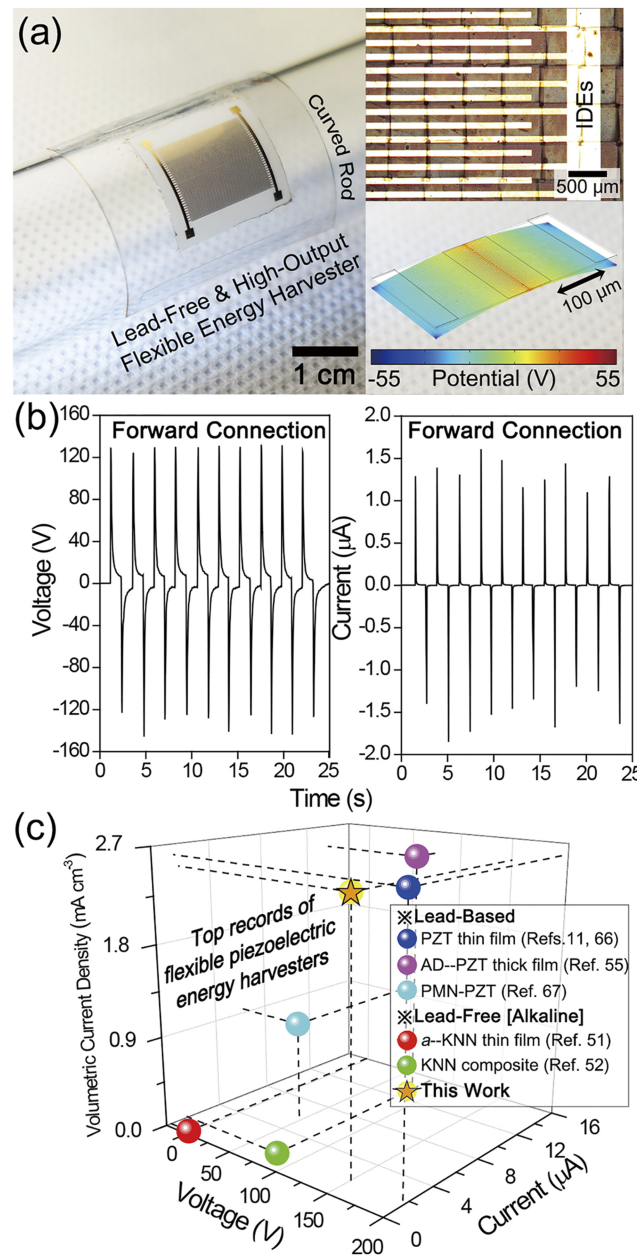 (a)
Curved Rod
Lead-Free & High-Output
Flexible Energy Harvester
1 cm
IDEs
500 μm
100 μm
-55 Potential (V) 55
(b)
Forward Connection
Voltage (V)
160
120
80
40
0
-40
-80
-120
-160
0 5 10 15 20 25
Forward Connection
Current (μA)
2.0
1.5
1.0
0.5
0.0
-0.5
-1.0
-1.5
-2.0
0 5 10 15 20 25
Time (s)
(c)
Volumetric Current Density (mA cm-3)
2.7
1.8
0.9
0.0
Top records of
flexible piezoelectric
energy harvesters
※Lead-Based
PZT thin film (Refs.11, 66)
AD--PZT thick film (Ref. 55)
PMN-PZT (Ref. 67)
※Lead-Free [Alkaline]
a--KNN thin film (Ref. 51)
KNN composite (Ref. 52)
This Work
0 50 100 150 200
Voltage (V)
0 4 8 12 16
Current (μA)